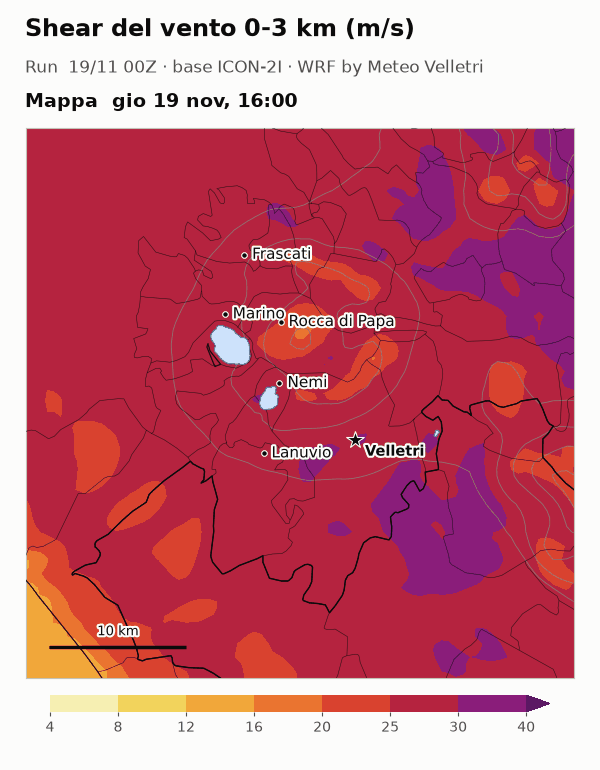 Shear del vento 0-3 km (m/s)
Run  19/11 00Z · base ICON-2I · WRF by Meteo Velletri
Mappa  gio 19 nov, 16:00
Frascati
Marino
Rocca di Papa
Nemi
Velletri
Lanuvio
10 km
4 8 12 16 20 25 30 40